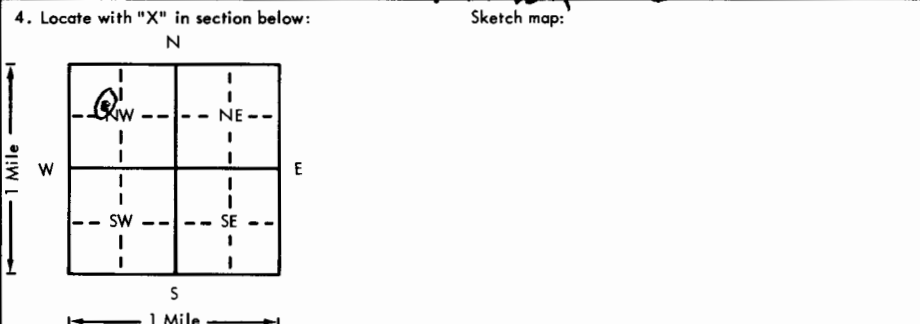 4. Locate with "X" in section below:
Sketch map:
N
NW
NE
W
E
1 Mile
SW
SE
S
1 Mile